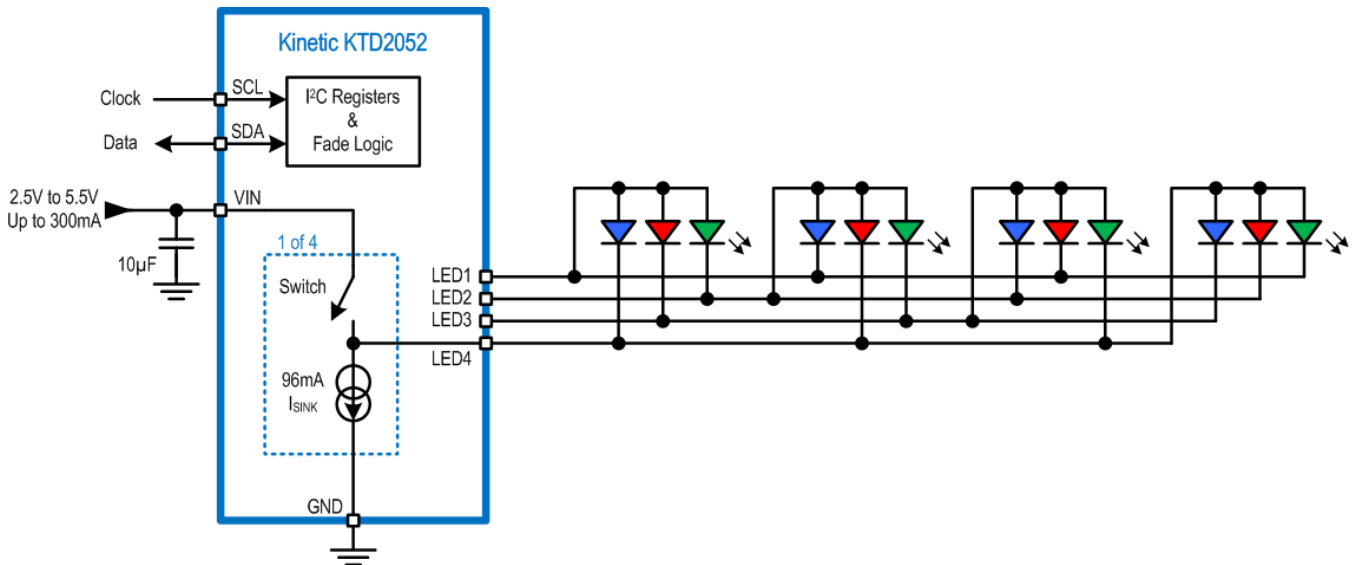 Kinetic KTD2052
Clock
SCL
I²C Registers
&
Fade Logic
Data
SDA
2.5V to 5.5V
Up to 300mA
VIN
10µF
1 of 4
Switch
LED1
LED2
LED3
LED4
96mA
I_SINK
GND